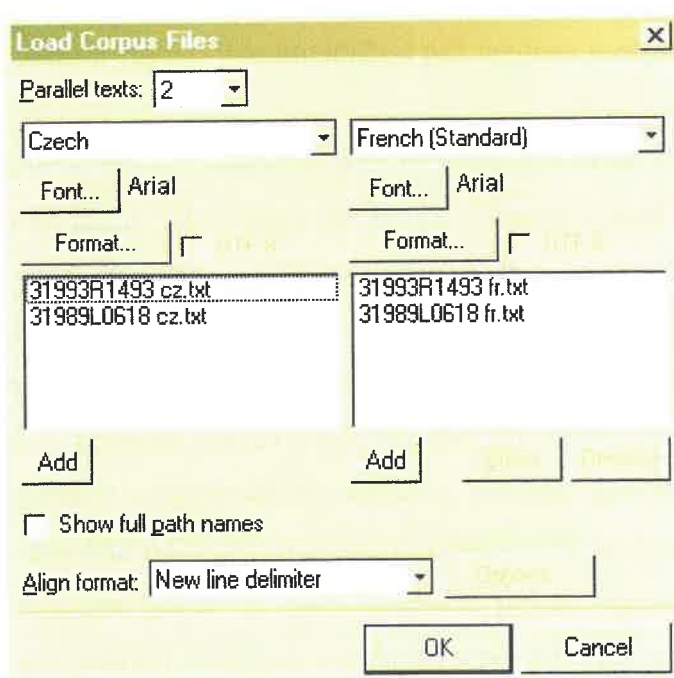 Load Corpus Files
Parallel texts: 2
Czech French (Standard)
Font... Arial Font... Arial
Format... Format...
31993R1493 cz.txt 31993R1493 fr.txt
31989L0618 cz.txt 31989L0618 fr.txt
Add Add
Show full path names
Align format: New line delimiter
OK Cancel